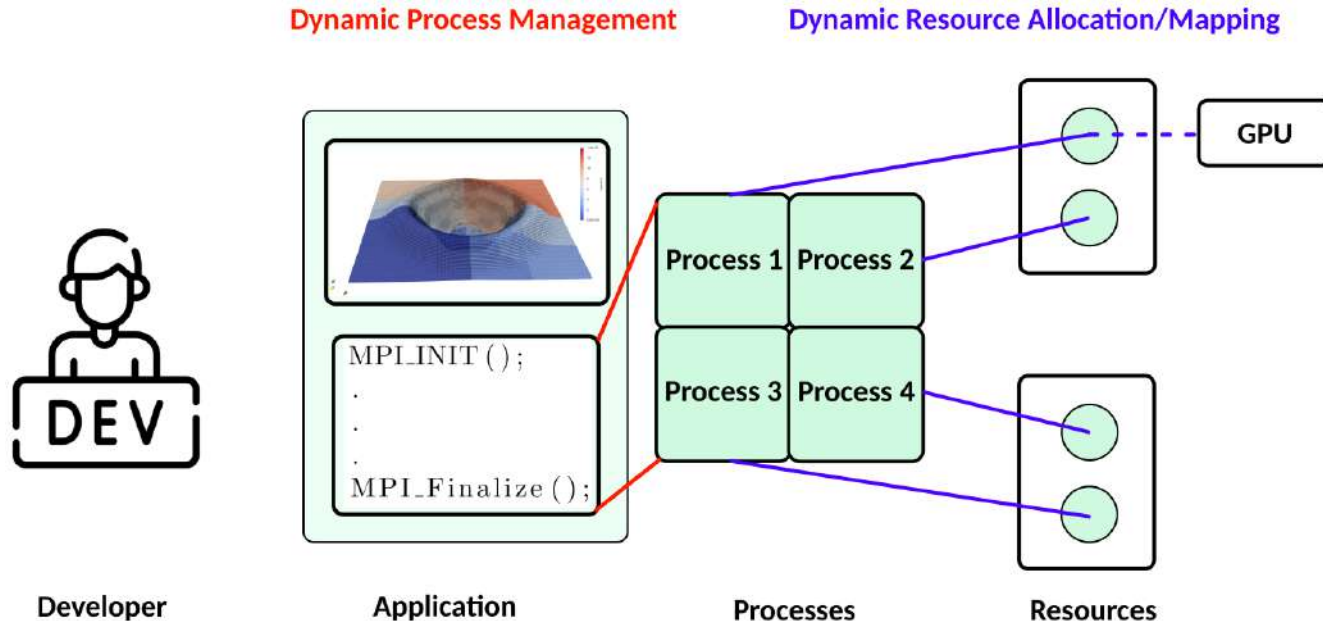 Dynamic Process Management
Dynamic Resource Allocation/Mapping
GPU
Process 1
Process 2
Process 3
Process 4
MPI_INIT ( ) ;
.
.
.
MPI_Finalize ( ) ;
DEV
Developer
Application
Processes
Resources